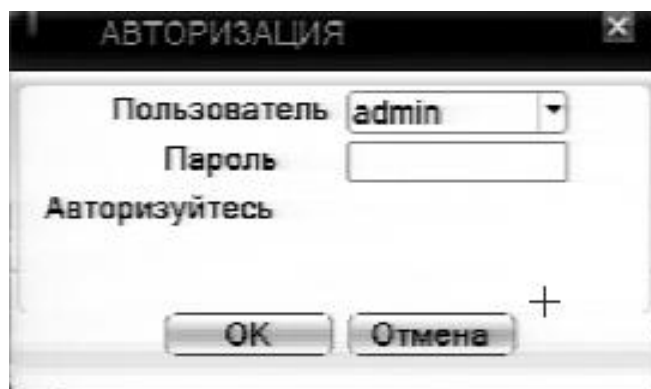 АВТОРИЗАЦИЯ
Пользователь admin
Пароль
Авторизуйтесь
OK Отмена